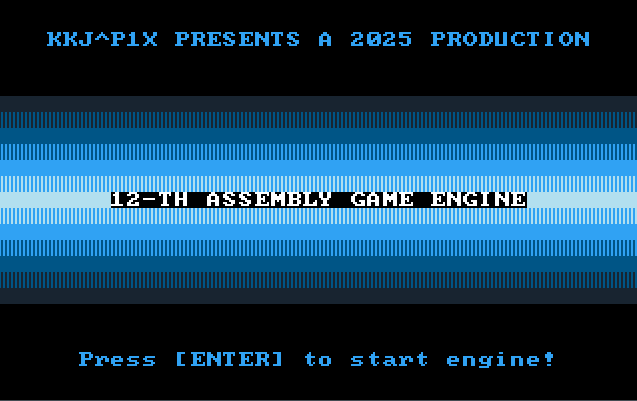 KKJ^P1X PRESENTS A 2025 PRODUCTION
12-TH ASSEMBLY GAME ENGINE
Press [ENTER] to start engine!